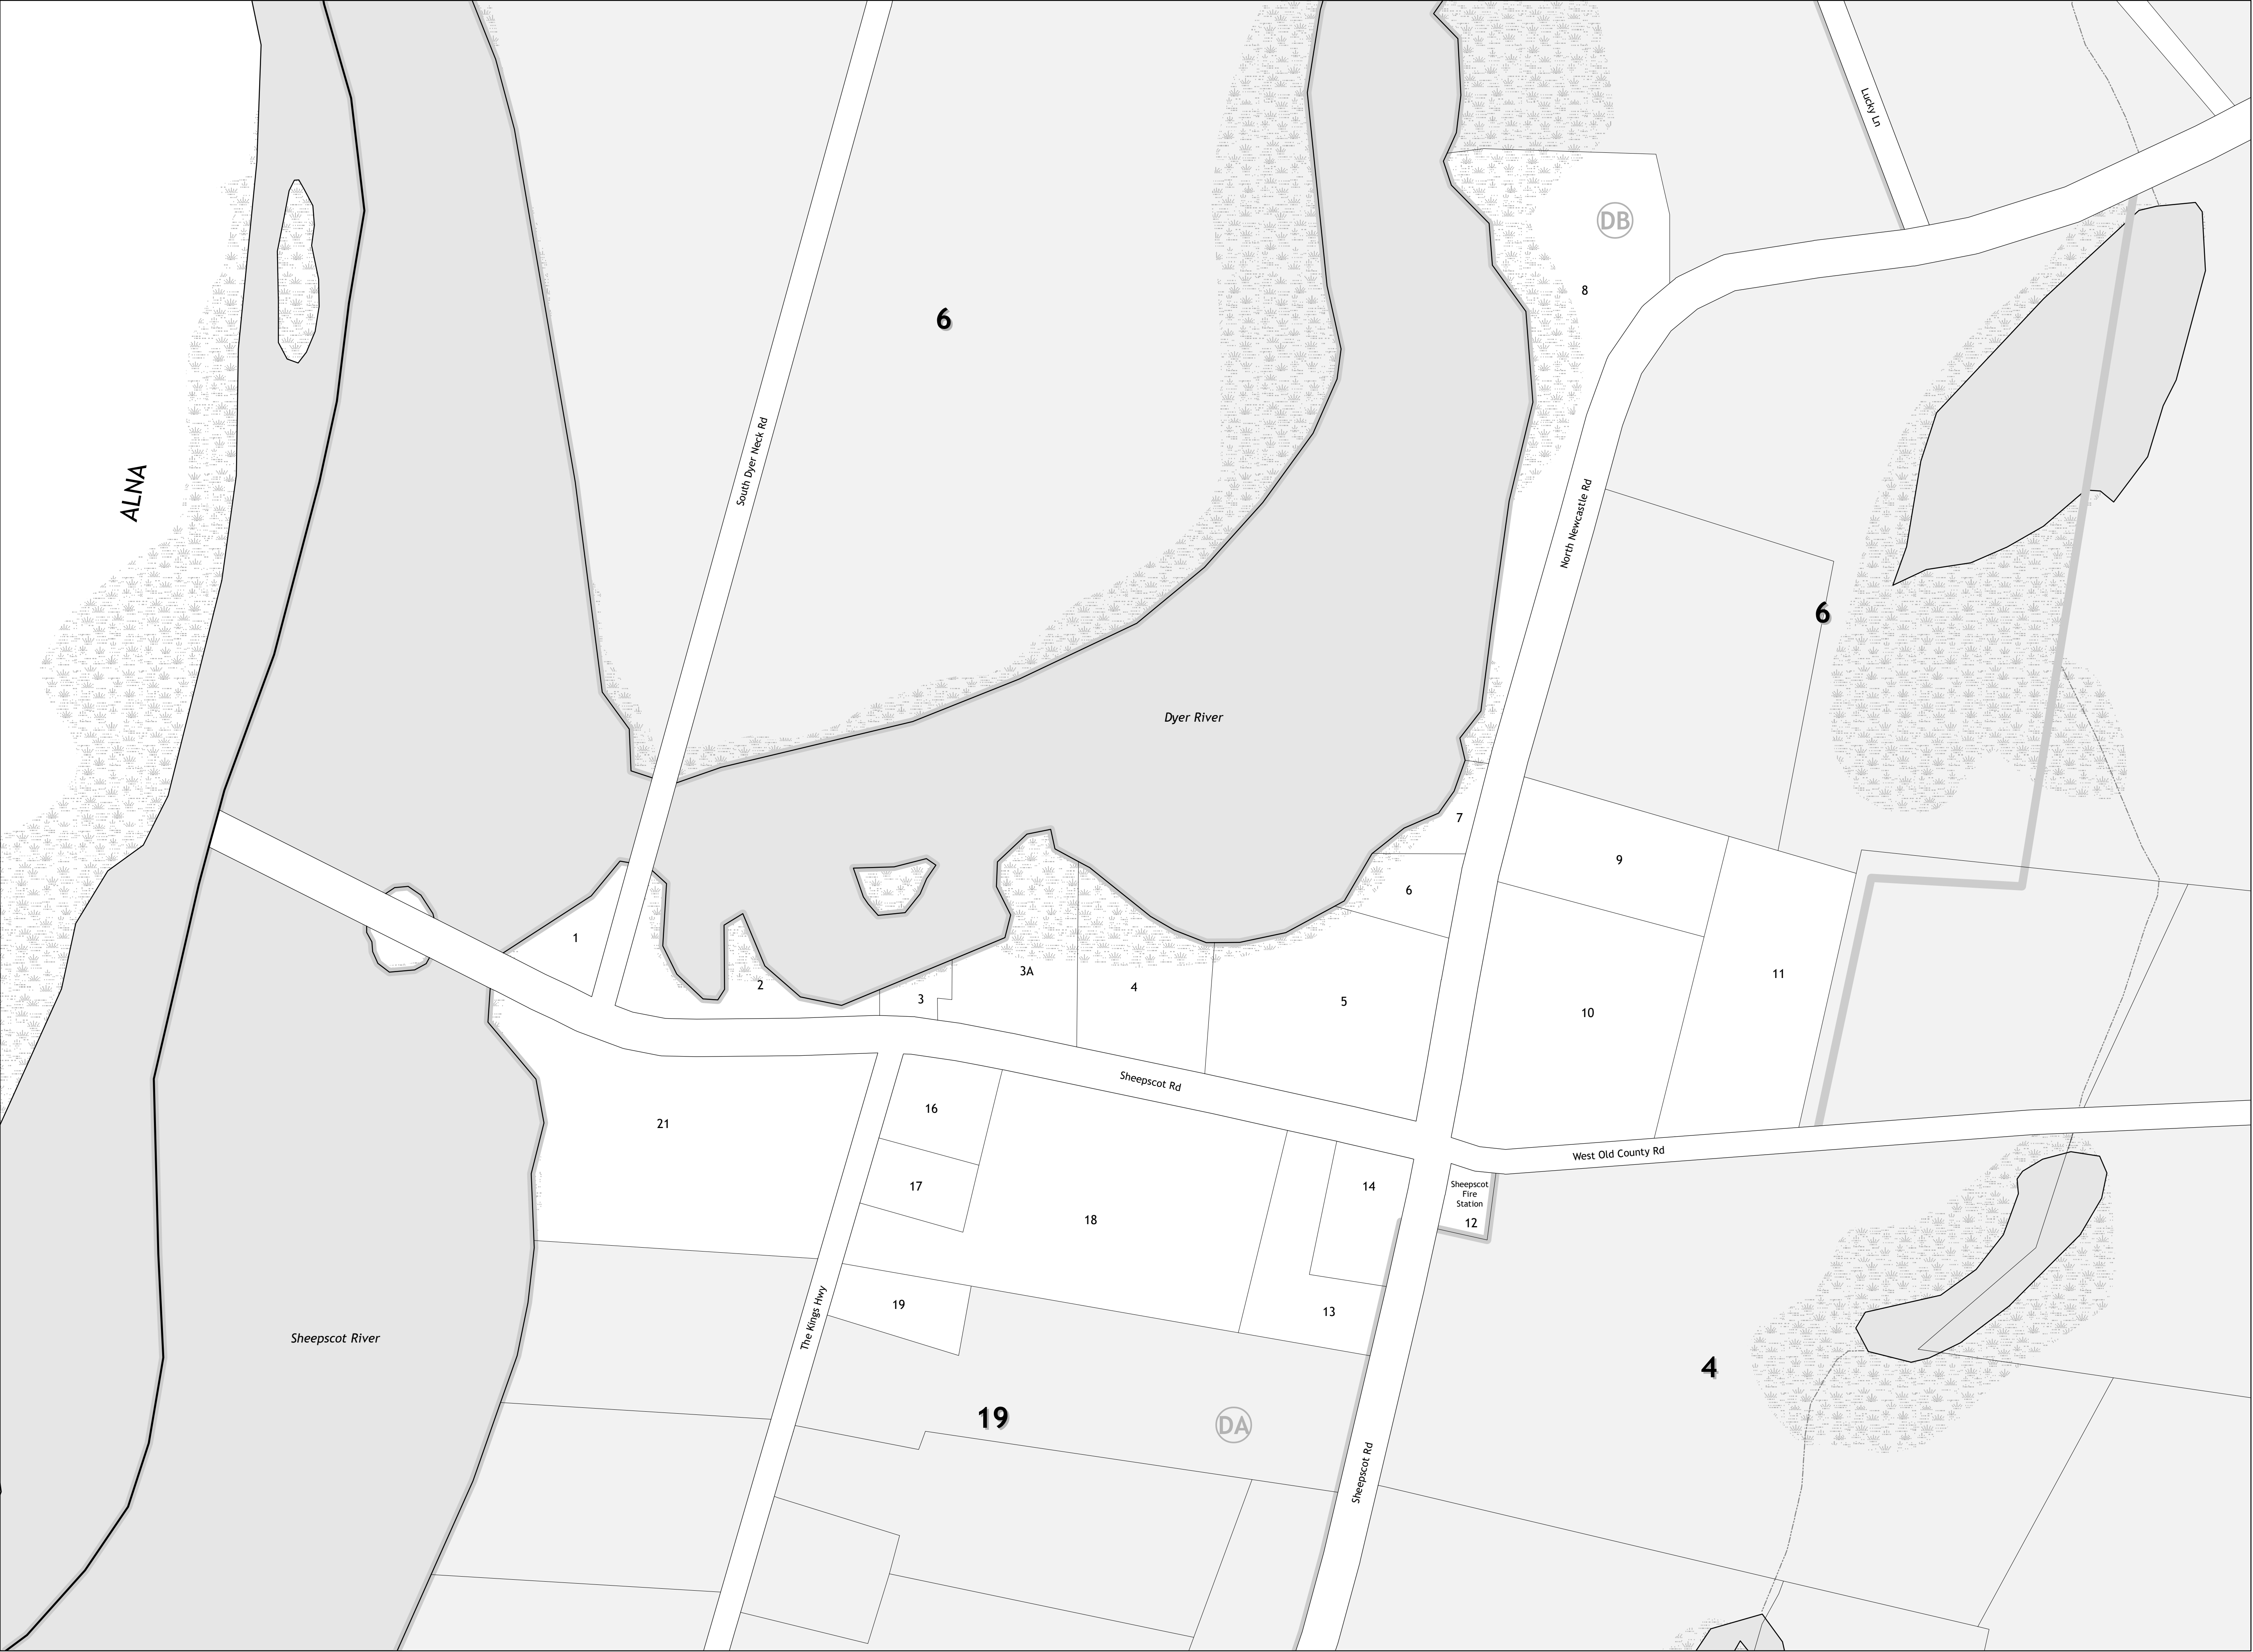 Lucky Ln
DB
8
6
ALNA
South Dyer Neck Rd
North Newcastle Rd
6
Dyer River
7
9
6
1
2
3
3A
4
5
11
10
Sheepscot Rd
16
21
West Old County Rd
17
14
Sheepscot
Fire
Station
12
18
19
13
The Kings Hwy
Sheepscot River
4
19
DA
Sheepscot Rd